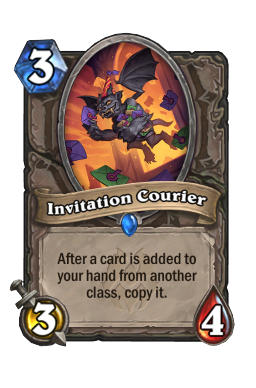 3
Invitation Courier
After a card is added to
your hand from another
class, copy it.
3
4